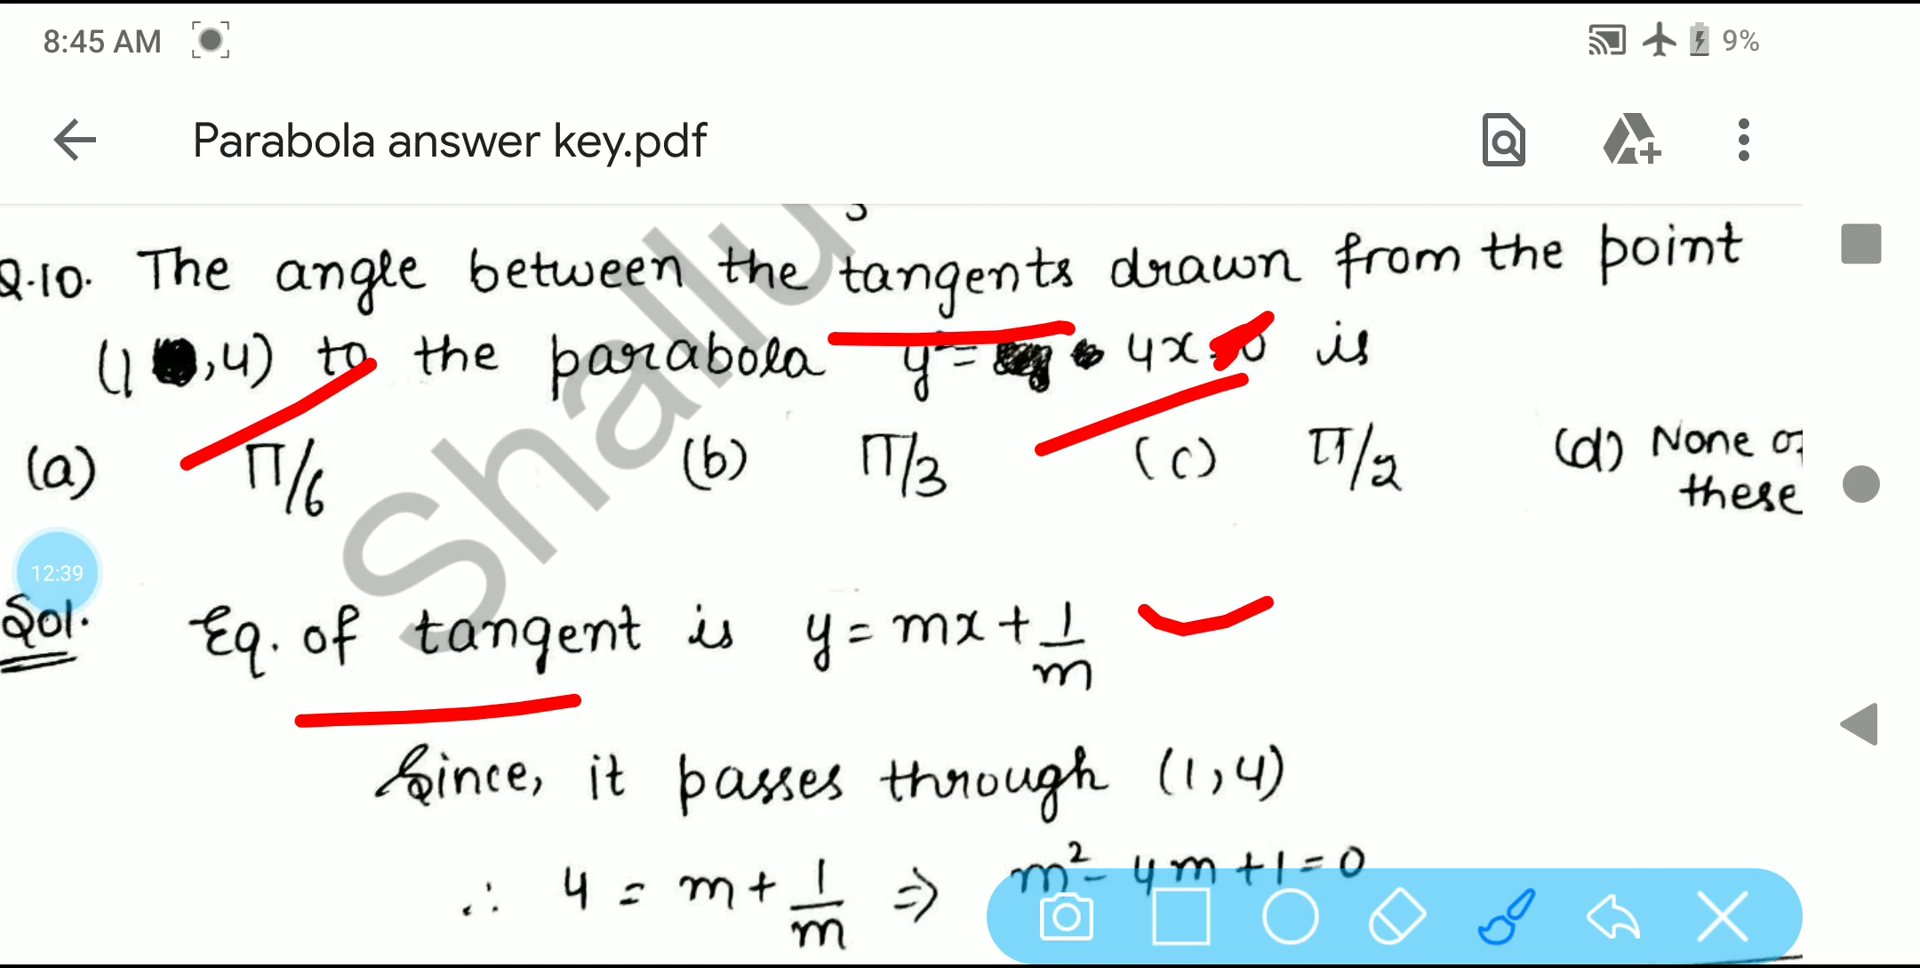 8:45 AM 9%
Parabola answer key.pdf
Q.10. The angle between the tangents drawn from the point
(1 ,4) to the parabola y² = 4x is
(a) π/6 (b) π/3 (c) π/2 (d) None of these
12:39
Sol. Eq. of tangent is y = mx + 1/m
Since, it passes through (1,4)
∴ 4 = m + 1/m ⇒ m² - 4m + 1 = 0
Shallu